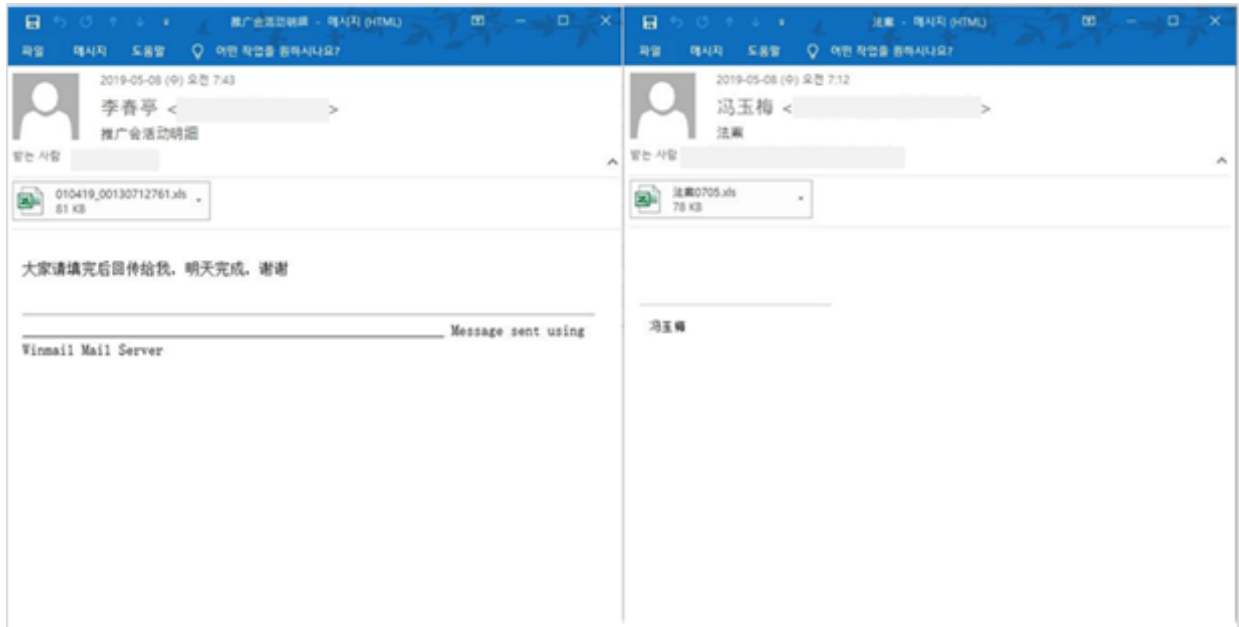 推广会活动明細 - 메시지 (HTML)
파일 메시지 도움말 어떤 작업을 원하시나요?
2019-05-08 (수) 오전 7:43
李春亭 < >
推广会活动明細
받는 사람
010419_00130712761.xls
81 KB
大家请填完后回传给我，明天完成，谢谢
Message sent using
Winmail Mail Server
法案 - 메시지 (HTML)
파일 메시지 도움말 어떤 작업을 원하시나요?
2019-05-08 (수) 오전 7:12
冯玉梅 < >
法案
받는 사람
法案0705.xls
78 KB
冯玉梅